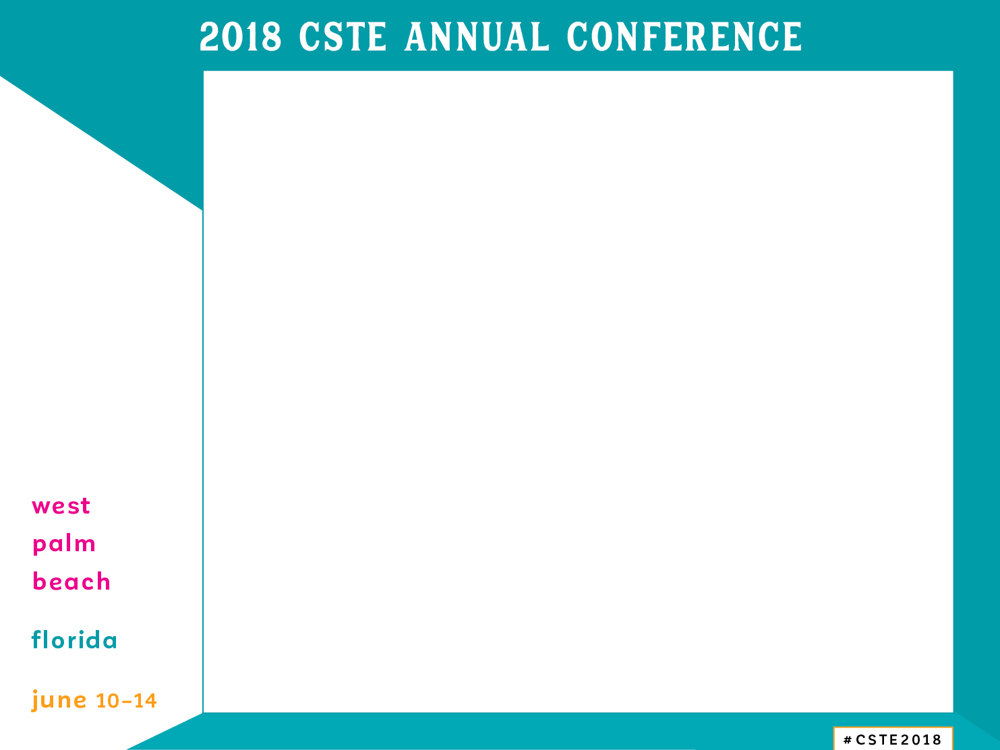 2018 CSTE ANNUAL CONFERENCE
west
palm
beach
florida
june 10–14
#CSTE2018